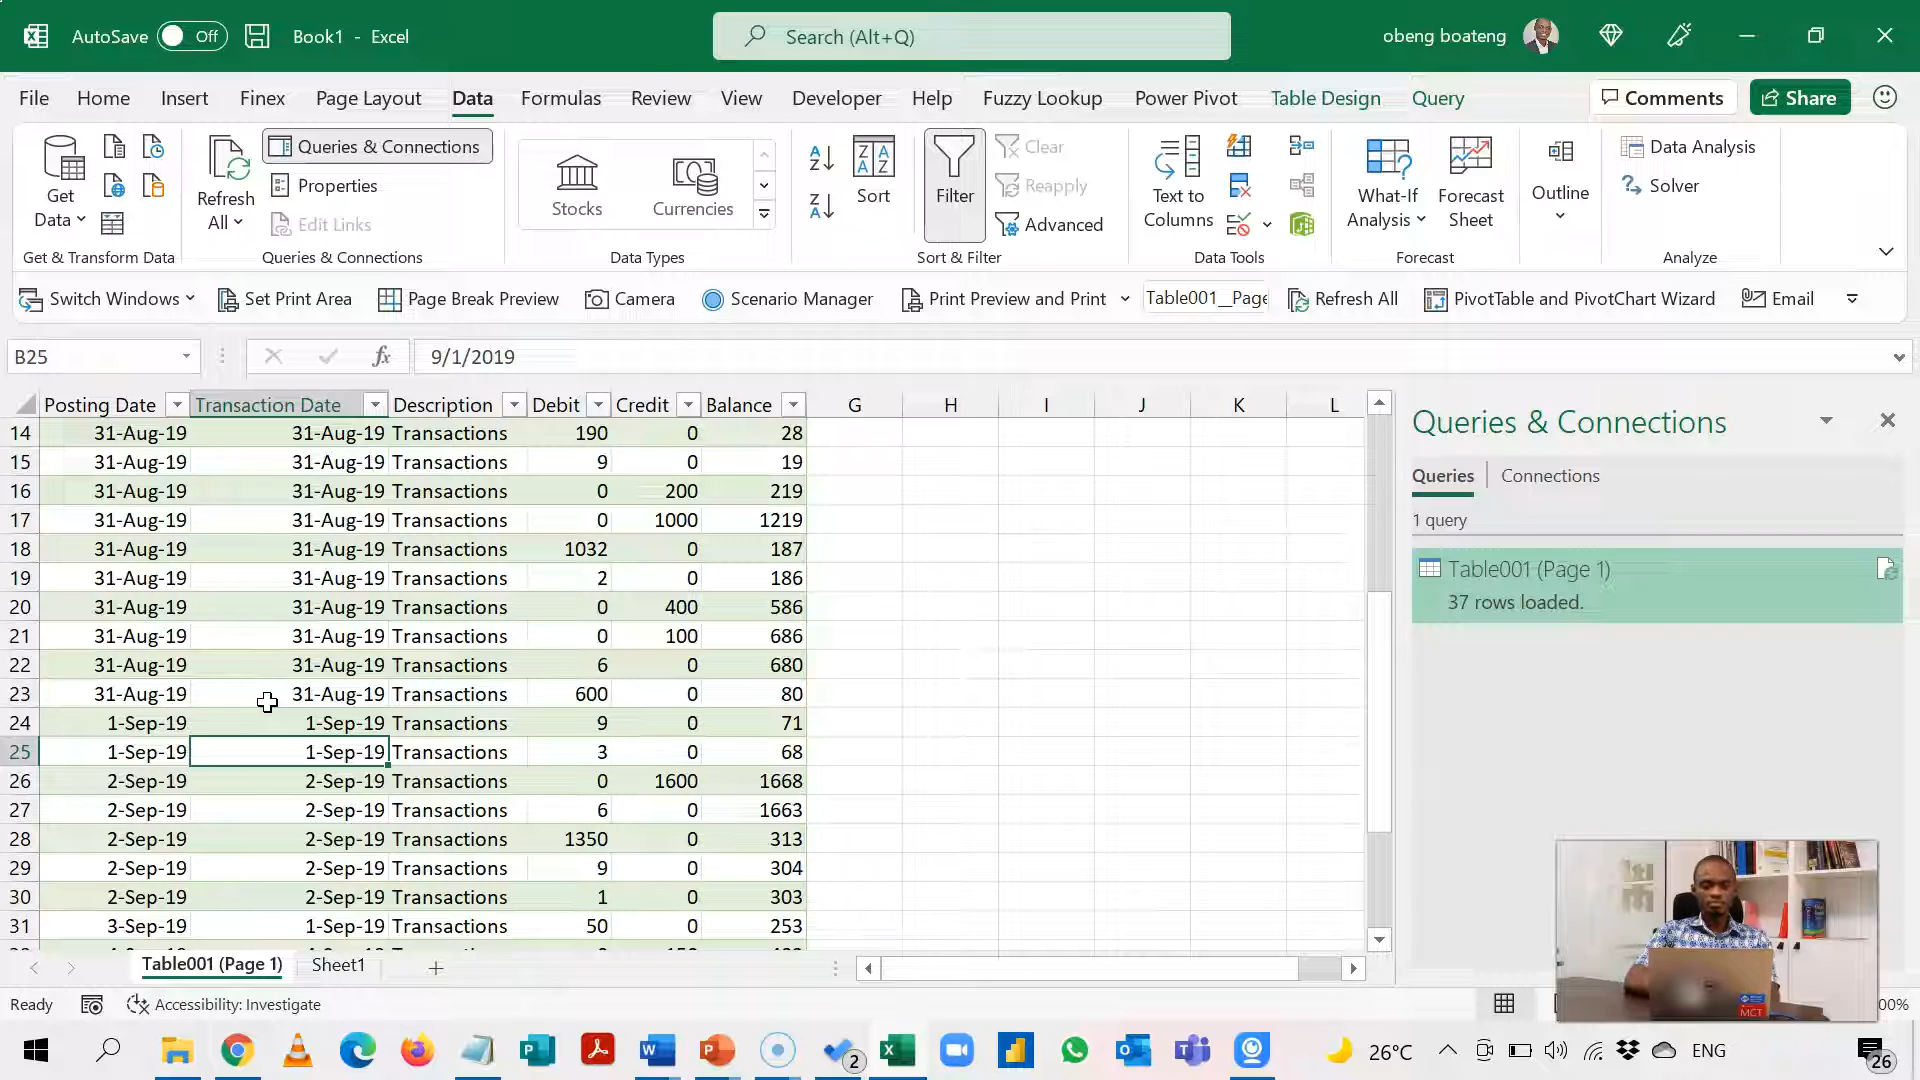 AutoSave Off Book1 - Excel Search (Alt+Q) obeng boateng
File Home Insert Finex Page Layout Data Formulas Review View Developer Help Fuzzy Lookup Power Pivot Table Design Query Comments Share
Get Data
Refresh All
Queries & Connections
Properties
Edit Links
Stocks Currencies
Sort Filter
Clear
Reapply
Advanced
Text to Columns
What-If Analysis
Forecast Sheet
Outline
Data Analysis
Solver
Get & Transform Data Queries & Connections Data Types Sort & Filter Data Tools Forecast Analyze
Switch Windows Set Print Area Page Break Preview Camera Scenario Manager Print Preview and Print Table001__Page Refresh All PivotTable and PivotChart Wizard Email
B25 fx 9/1/2019
Posting Date Transaction Date Description Debit Credit Balance G H I J K L
14 31-Aug-19 31-Aug-19 Transactions 190 0 28
15 31-Aug-19 31-Aug-19 Transactions 9 0 19
16 31-Aug-19 31-Aug-19 Transactions 0 200 219
17 31-Aug-19 31-Aug-19 Transactions 0 1000 1219
18 31-Aug-19 31-Aug-19 Transactions 1032 0 187
19 31-Aug-19 31-Aug-19 Transactions 2 0 186
20 31-Aug-19 31-Aug-19 Transactions 0 400 586
21 31-Aug-19 31-Aug-19 Transactions 0 100 686
22 31-Aug-19 31-Aug-19 Transactions 6 0 680
23 31-Aug-19 31-Aug-19 Transactions 600 0 80
24 1-Sep-19 1-Sep-19 Transactions 9 0 71
25 1-Sep-19 1-Sep-19 Transactions 3 0 68
26 2-Sep-19 2-Sep-19 Transactions 0 1600 1668
27 2-Sep-19 2-Sep-19 Transactions 6 0 1663
28 2-Sep-19 2-Sep-19 Transactions 1350 0 313
29 2-Sep-19 2-Sep-19 Transactions 9 0 304
30 2-Sep-19 2-Sep-19 Transactions 1 0 303
31 3-Sep-19 1-Sep-19 Transactions 50 0 253
Queries & Connections
Queries Connections
1 query
Table001 (Page 1)
37 rows loaded.
MCT
Table001 (Page 1) Sheet1
Ready Accessibility: Investigate 00%
2 26°C ENG 26